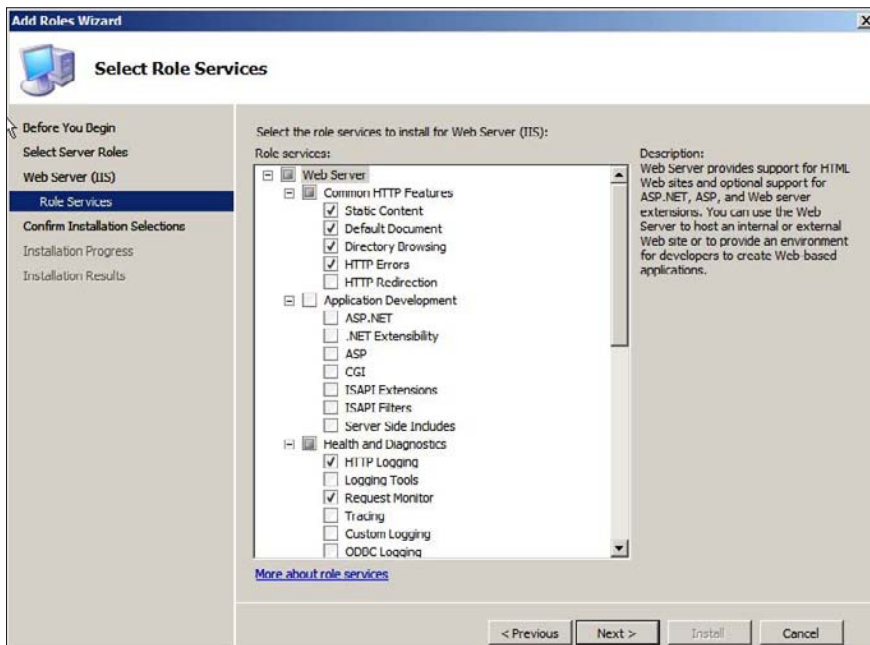 Add Roles Wizard
Select Role Services
Before You Begin
Select Server Roles
Web Server (IIS)
Role Services
Confirm Installation Selections
Installation Progress
Installation Results
Select the role services to install for Web Server (IIS):
Role services:
Web Server
Common HTTP Features
Static Content
Default Document
Directory Browsing
HTTP Errors
HTTP Redirection
Application Development
ASP.NET
.NET Extensibility
ASP
CGI
ISAPI Extensions
ISAPI Filters
Server Side Includes
Health and Diagnostics
HTTP Logging
Logging Tools
Request Monitor
Tracing
Custom Logging
ODBC Logging
More about role services
Description:
Web Server provides support for HTML
Web sites and optional support for
ASP.NET, ASP, and Web server
extensions. You can use the Web
Server to host an internal or external
Web site or to provide an environment
for developers to create Web-based
applications.
< Previous
Next >
Install
Cancel